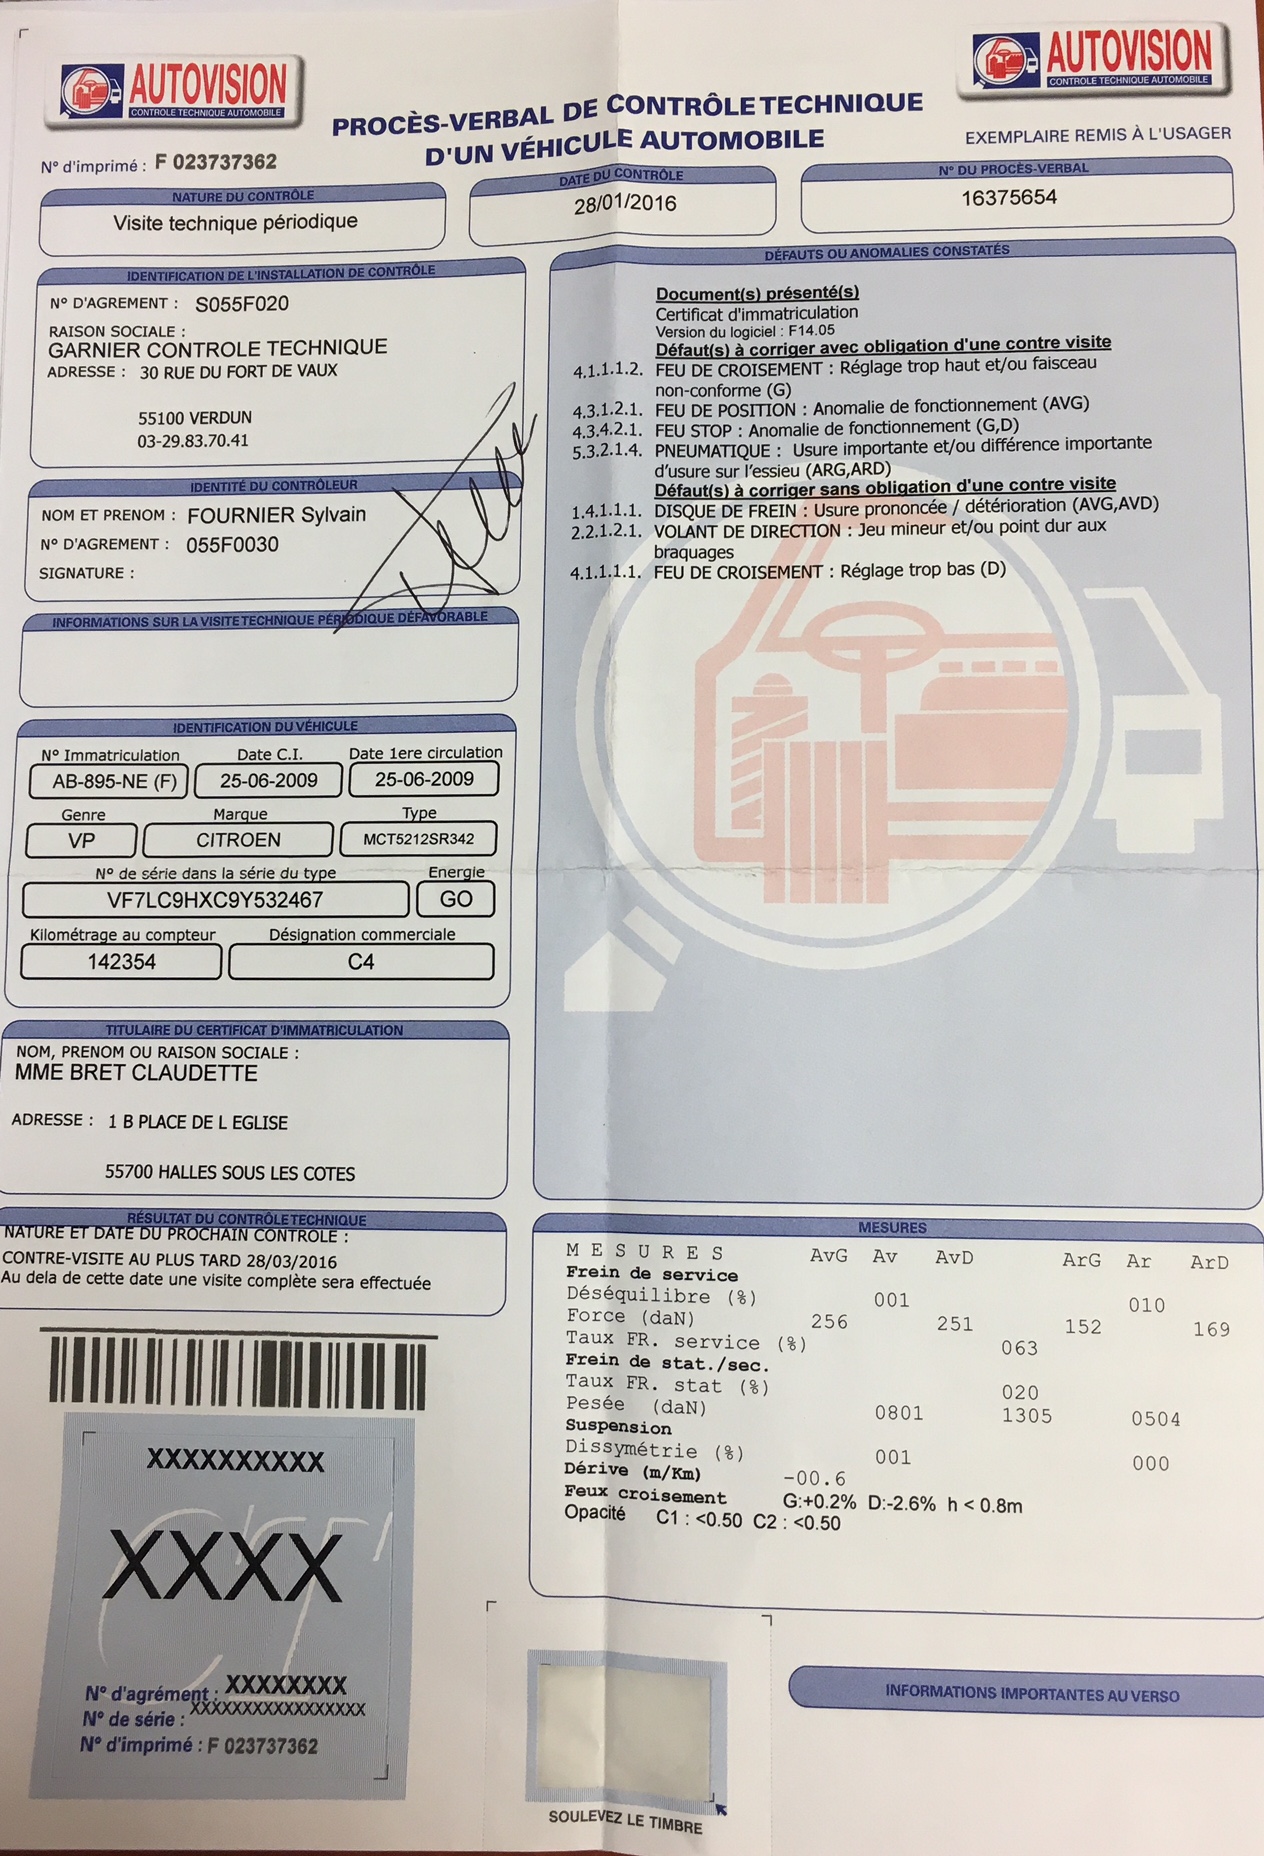 AUTOVISION
CONTROLE TECHNIQUE AUTOMOBILE
AUTOVISION
CONTROLE TECHNIQUE AUTOMOBILE
PROCÈS-VERBAL DE CONTRÔLE TECHNIQUE
D'UN VÉHICULE AUTOMOBILE
EXEMPLAIRE REMIS À L'USAGER
N° d'imprimé : F 023737362
NATURE DU CONTRÔLE
Visite technique périodique
DATE DU CONTRÔLE
28/01/2016
N° DU PROCÈS-VERBAL
16375654
IDENTIFICATION DE L'INSTALLATION DE CONTRÔLE
N° D'AGREMENT : S055F020
RAISON SOCIALE :
GARNIER CONTROLE TECHNIQUE
ADRESSE : 30 RUE DU FORT DE VAUX
55100 VERDUN
03-29.83.70.41
IDENTITÉ DU CONTRÔLEUR
NOM ET PRENOM : FOURNIER Sylvain
N° D'AGREMENT : 055F0030
SIGNATURE :
INFORMATIONS SUR LA VISITE TECHNIQUE PÉRIODIQUE DÉFAVORABLE
IDENTIFICATION DU VÉHICULE
N° Immatriculation Date C.I. Date 1ere circulation
AB-895-NE (F) 25-06-2009 25-06-2009
Genre Marque Type
VP CITROEN MCT5212SR342
N° de série dans la série du type Energie
VF7LC9HXC9Y532467 GO
Kilométrage au compteur Désignation commerciale
142354 C4
TITULAIRE DU CERTIFICAT D'IMMATRICULATION
NOM, PRENOM OU RAISON SOCIALE :
MME BRET CLAUDETTE
ADRESSE : 1 B PLACE DE L EGLISE
55700 HALLES SOUS LES COTES
RÉSULTAT DU CONTRÔLE TECHNIQUE
NATURE ET DATE DU PROCHAIN CONTROLE :
CONTRE-VISITE AU PLUS TARD 28/03/2016
Au dela de cette date une visite complète sera effectuée
XXXXXXXXXX
XXXX
N° d'agrément : XXXXXXXX
N° de série : XXXXXXXXXXXXXXXXX
N° d'imprimé : F 023737362
DÉFAUTS OU ANOMALIES CONSTATÉS
Document(s) présenté(s)
Certificat d'immatriculation
Version du logiciel : F14.05
Défaut(s) à corriger avec obligation d'une contre visite
4.1.1.1.2. FEU DE CROISEMENT : Réglage trop haut et/ou faisceau
non-conforme (G)
4.3.1.2.1. FEU DE POSITION : Anomalie de fonctionnement (AVG)
4.3.4.2.1. FEU STOP : Anomalie de fonctionnement (G,D)
5.3.2.1.4. PNEUMATIQUE : Usure importante et/ou différence importante
d'usure sur l'essieu (ARG,ARD)
Défaut(s) à corriger sans obligation d'une contre visite
1.4.1.1.1. DISQUE DE FREIN : Usure prononcée / détérioration (AVG,AVD)
2.2.1.2.1. VOLANT DE DIRECTION : Jeu mineur et/ou point dur aux
braquages
4.1.1.1.1. FEU DE CROISEMENT : Réglage trop bas (D)
MESURES
M E S U R E S AvG Av AvD ArG Ar ArD
Frein de service
Déséquilibre (%) 001 010
Force (daN) 256 251 152 169
Taux FR. service (%) 063
Frein de stat./sec.
Taux FR. stat (%) 020
Pesée (daN) 0801 1305 0504
Suspension
Dissymétrie (%) 001 000
Dérive (m/Km) -00.6
Feux croisement G:+0.2% D:-2.6% h < 0.8m
Opacité C1 : <0.50 C2 : <0.50
SOULEVEZ LE TIMBRE
INFORMATIONS IMPORTANTES AU VERSO